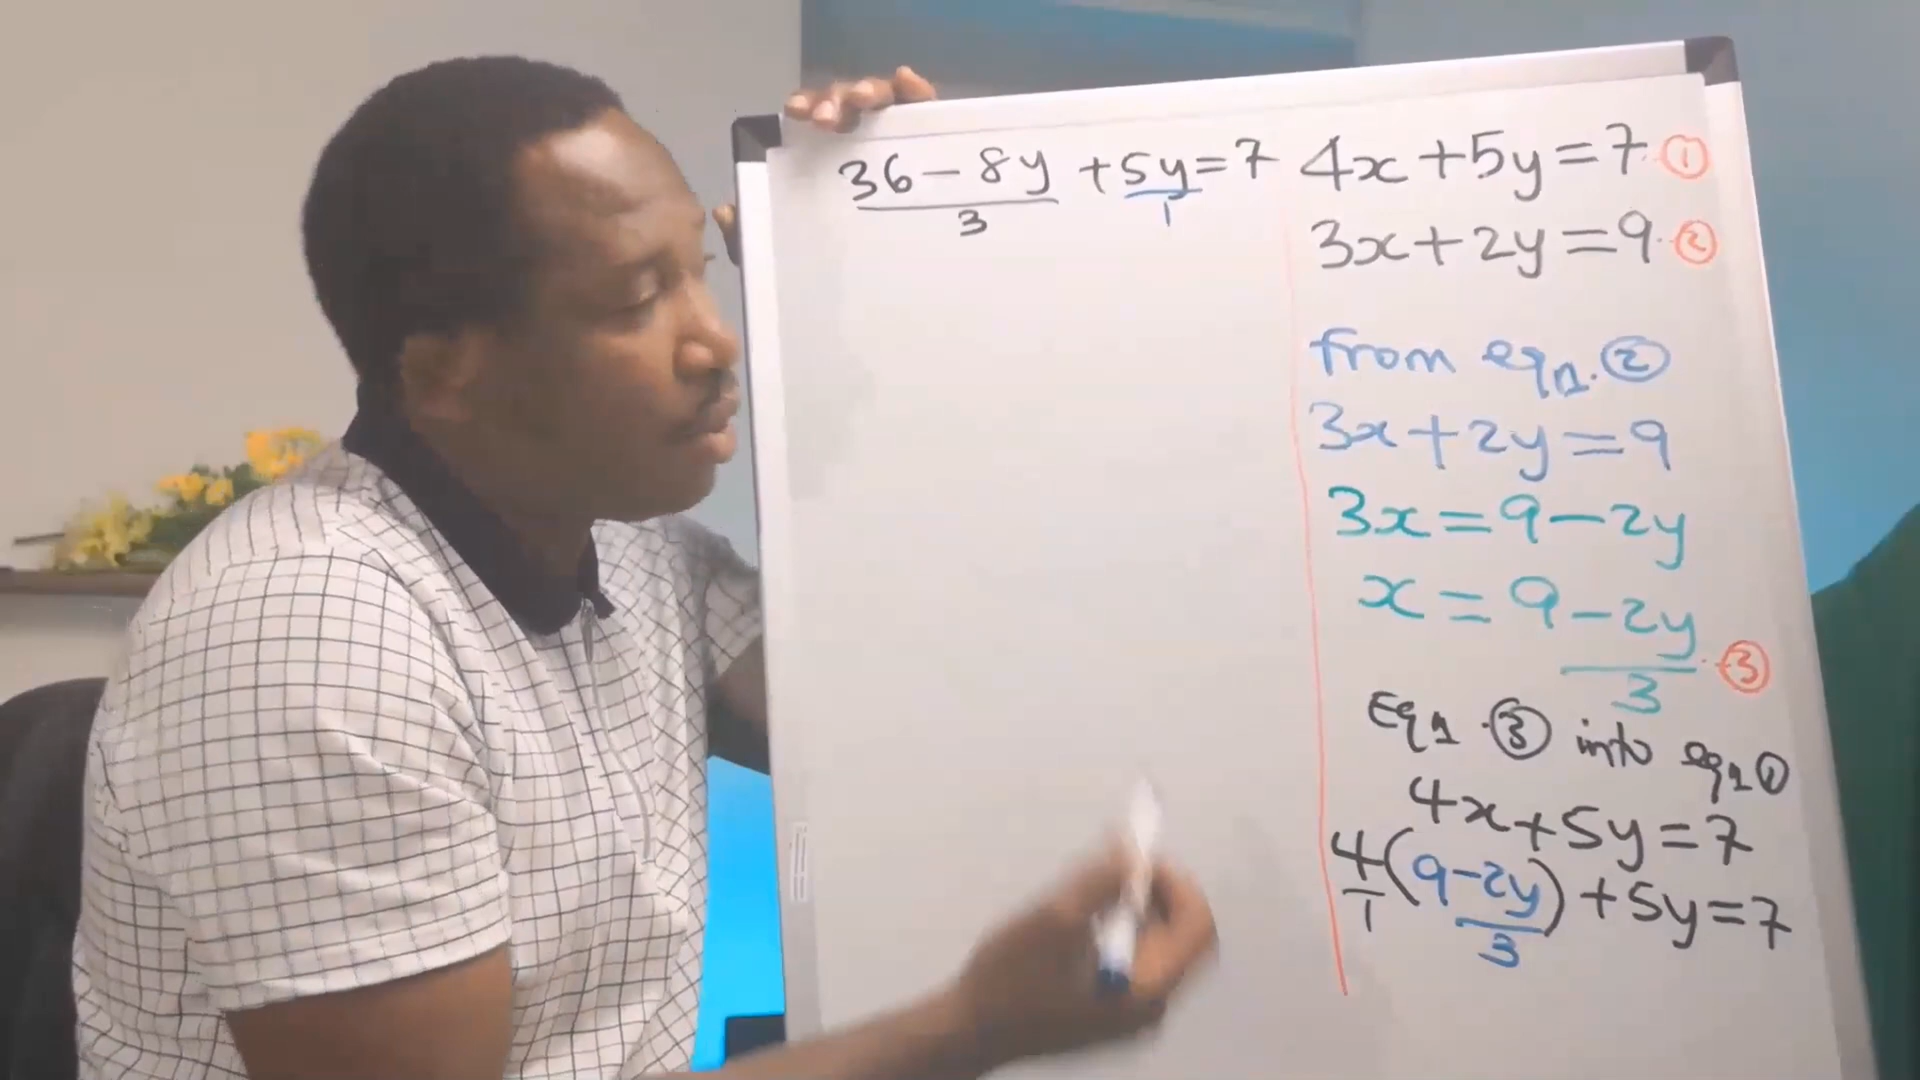 4x+5y=7 ①
3x+2y=9 ②
from eqn. ②
3x+2y=9
3x=9-2y
x=9-2y/3 ③
Eqn. ③ into eqn ①
4x+5y=7
4/1(9-2y/3)+5y=7
36-8y/3 +5y/1=7